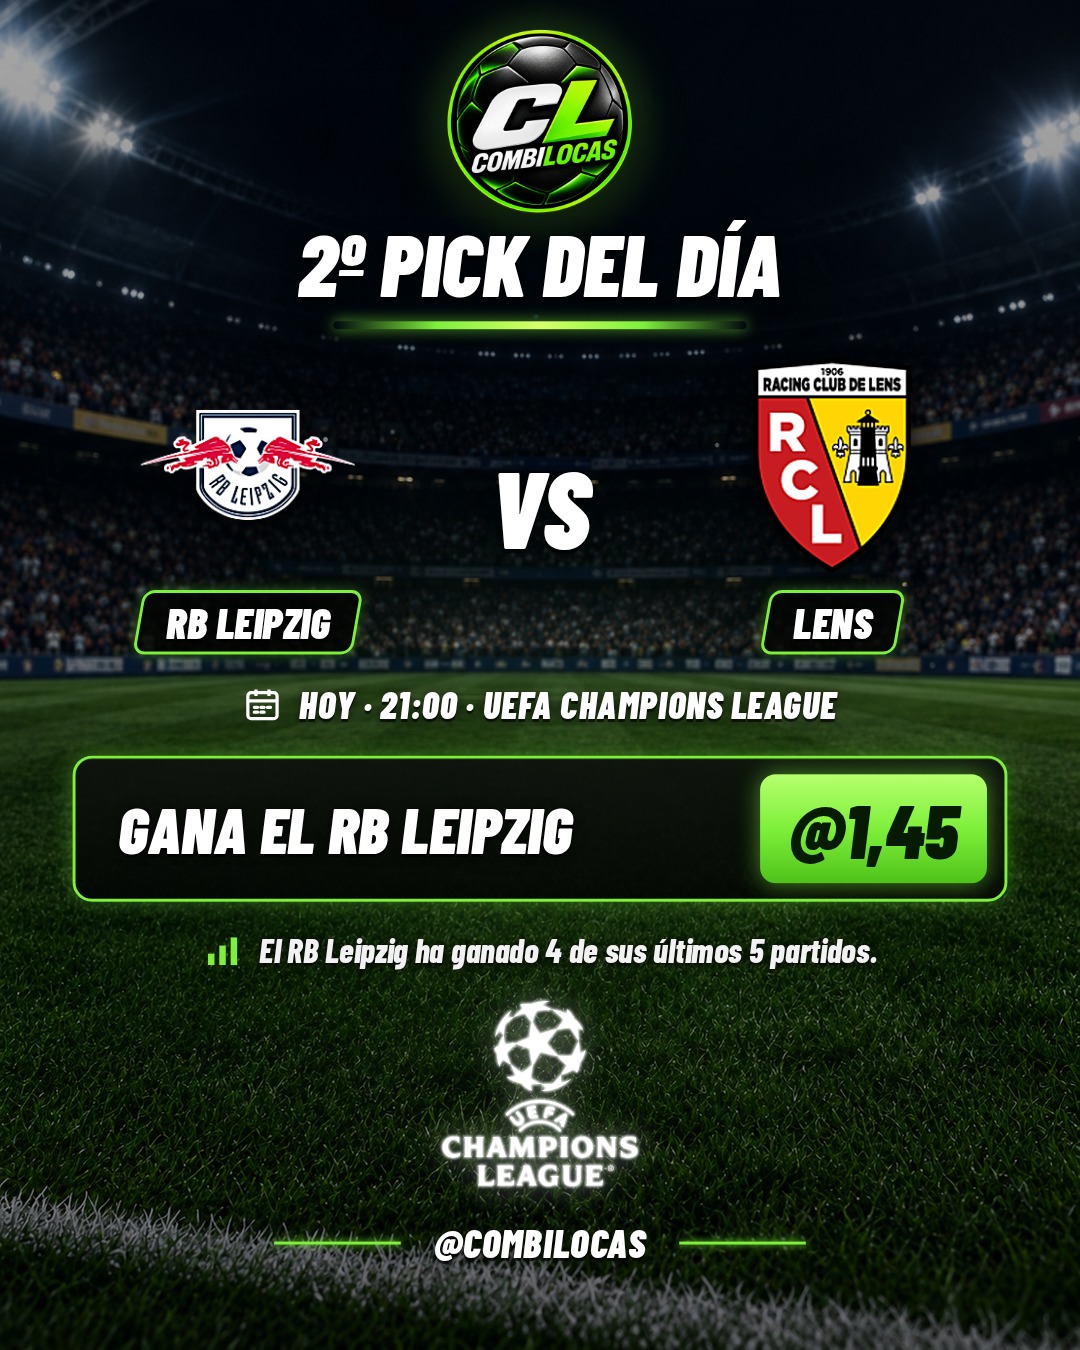 CL
COMBILOCAS
2º PICK DEL DÍA
RB LEIPZIG
1906
RACING CLUB DE LENS
R
C
L
VS
RB LEIPZIG
LENS
HOY · 21:00 · UEFA CHAMPIONS LEAGUE
GANA EL RB LEIPZIG
@1,45
El RB Leipzig ha ganado 4 de sus últimos 5 partidos.
UEFA
CHAMPIONS
LEAGUE
@COMBILOCAS